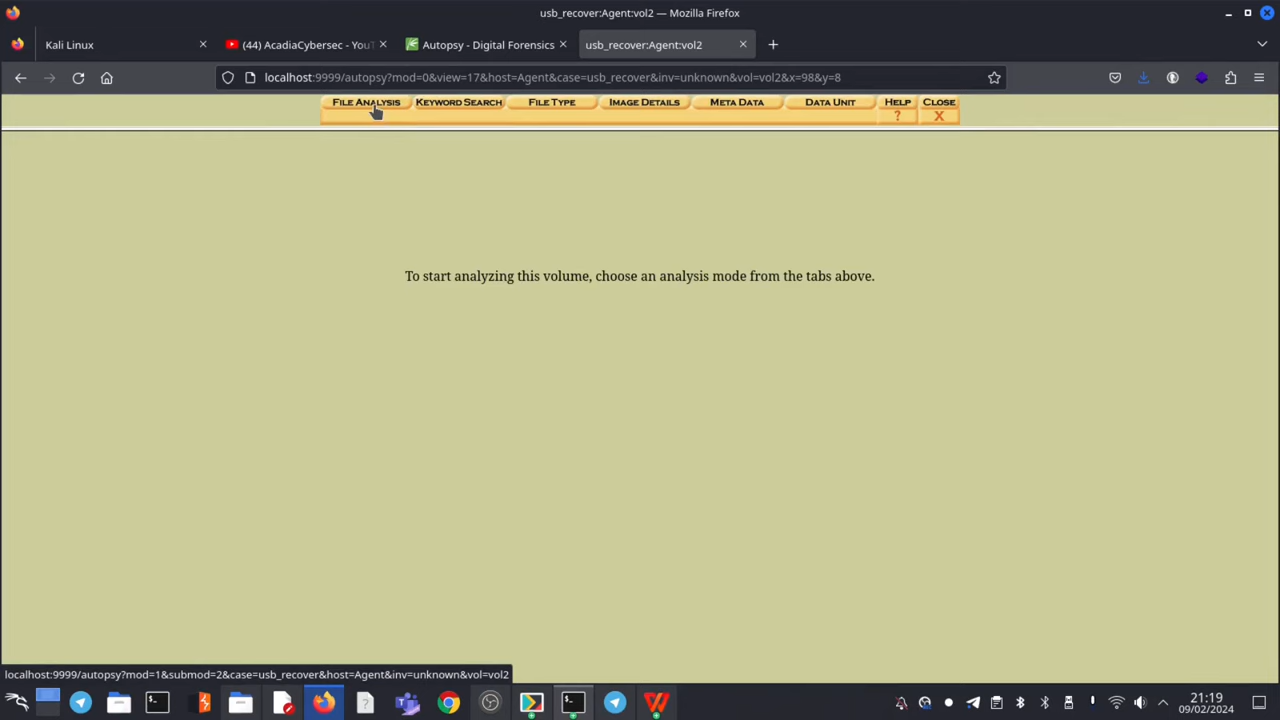 usb_recover:Agent:vol2 — Mozilla Firefox
Kali Linux
(44) AcadiaCybersec - YouT
Autopsy - Digital Forensics
usb_recover:Agent:vol2
localhost:9999/autopsy?mod=0&view=17&host=Agent&case=usb_recover&inv=unknown&vol=vol2&x=98&y=8
FILE ANALYSIS KEYWORD SEARCH FILE TYPE IMAGE DETAILS META DATA DATA UNIT HELP CLOSE
? X
To start analyzing this volume, choose an analysis mode from the tabs above.
localhost:9999/autopsy?mod=1&submod=2&case=usb_recover&host=Agent&inv=unknown&vol=vol2
21:19
09/02/2024